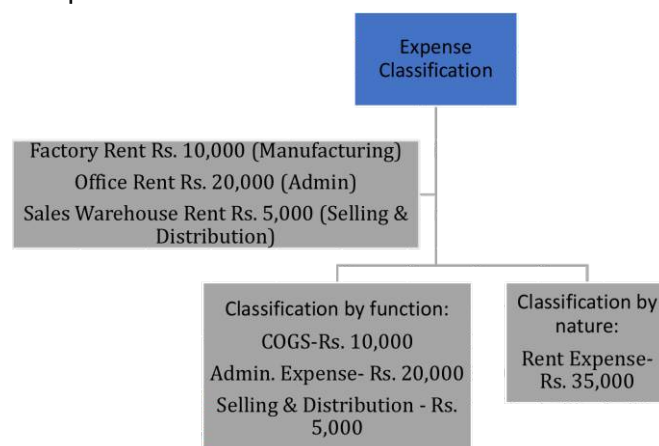 Expense
Classification
Factory Rent Rs. 10,000 (Manufacturing)
Office Rent Rs. 20,000 (Admin)
Sales Warehouse Rent Rs. 5,000 (Selling &
Distribution)
Classification by function:
COGS-Rs. 10,000
Admin. Expense- Rs. 20,000
Selling & Distribution - Rs.
5,000
Classification by
nature:
Rent Expense-
Rs. 35,000